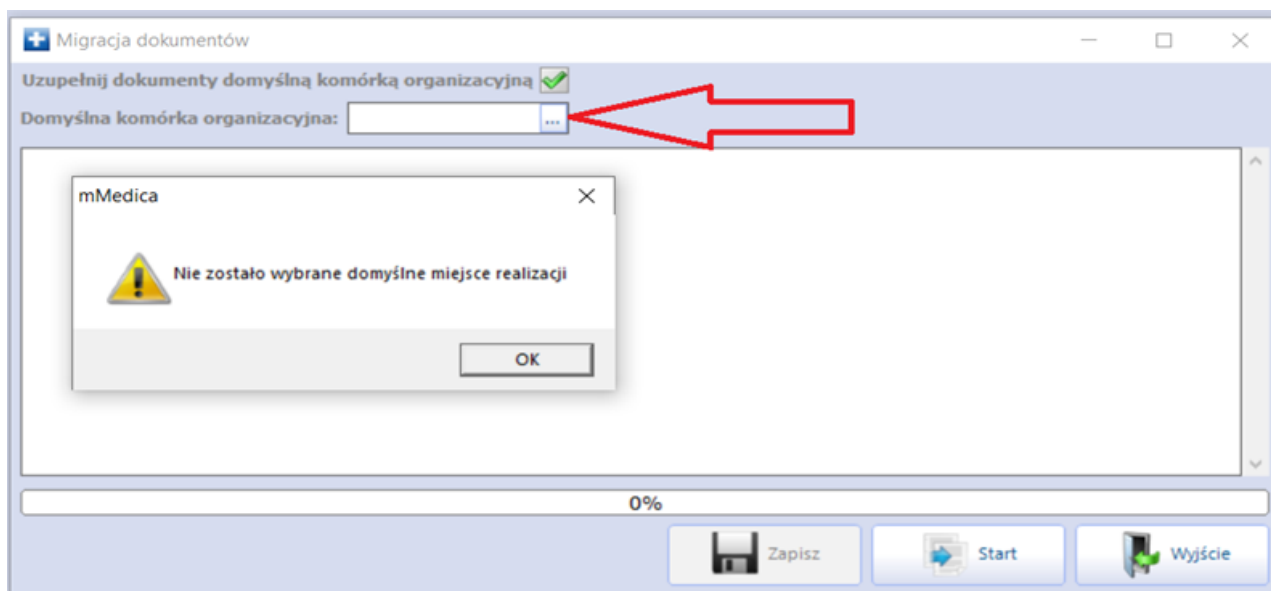 Migracja dokumentów
Uzupełnij dokumenty domyślną komórką organizacyjną
Domyślna komórka organizacyjna:
...
mMedica
Nie zostało wybrane domyślne miejsce realizacji
OK
0%
Zapisz
Start
Wyjście